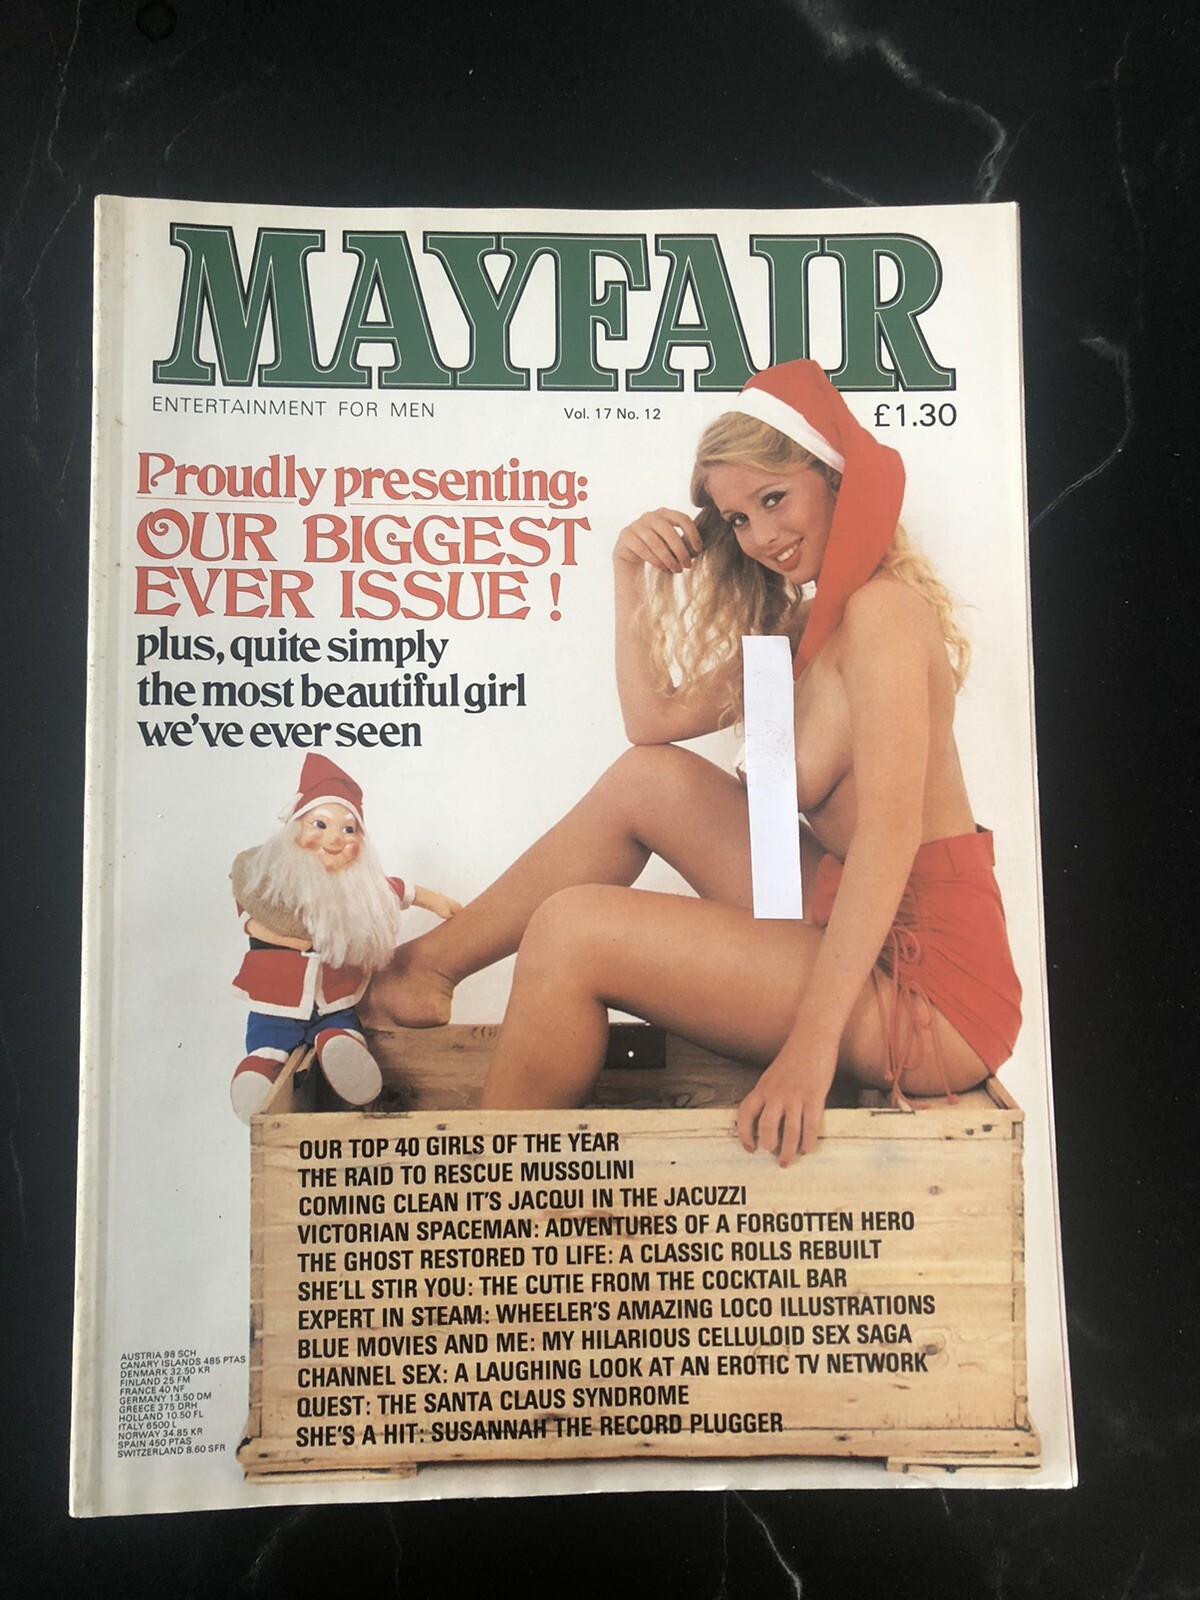 MAYFAIR
ENTERTAINMENT FOR MEN
Vol. 17 No. 12
£1.30
Proudly presenting:
OUR BIGGEST
EVER ISSUE!
plus, quite simply
the most beautiful girl
we've ever seen
OUR TOP 40 GIRLS OF THE YEAR
THE RAID TO RESCUE MUSSOLINI
COMING CLEAN IT'S JACQUI IN THE JACUZZI
VICTORIAN SPACEMAN: ADVENTURES OF A FORGOTTEN HERO
THE GHOST RESTORED TO LIFE: A CLASSIC ROLLS REBUILT
SHE'LL STIR YOU: THE CUTIE FROM THE COCKTAIL BAR
EXPERT IN STEAM: WHEELER'S AMAZING LOCO ILLUSTRATIONS
BLUE MOVIES AND ME: MY HILARIOUS CELLULOID SEX SAGA
CHANNEL SEX: A LAUGHING LOOK AT AN EROTIC TV NETWORK
QUEST: THE SANTA CLAUS SYNDROME
SHE'S A HIT: SUSANNAH THE RECORD PLUGGER
AUSTRIA 98 SCH
CANARY ISLANDS 485 PTAS
DENMARK 32.50 KR
FINLAND 25 FM
FRANCE 40 NF
GERMANY 13.50 DM
GREECE 375 DRH
HOLLAND 10.50 FL
ITALY 6500 L
NORWAY 34.85 KR
SPAIN 450 PTAS
SWITZERLAND 8.60 SFR